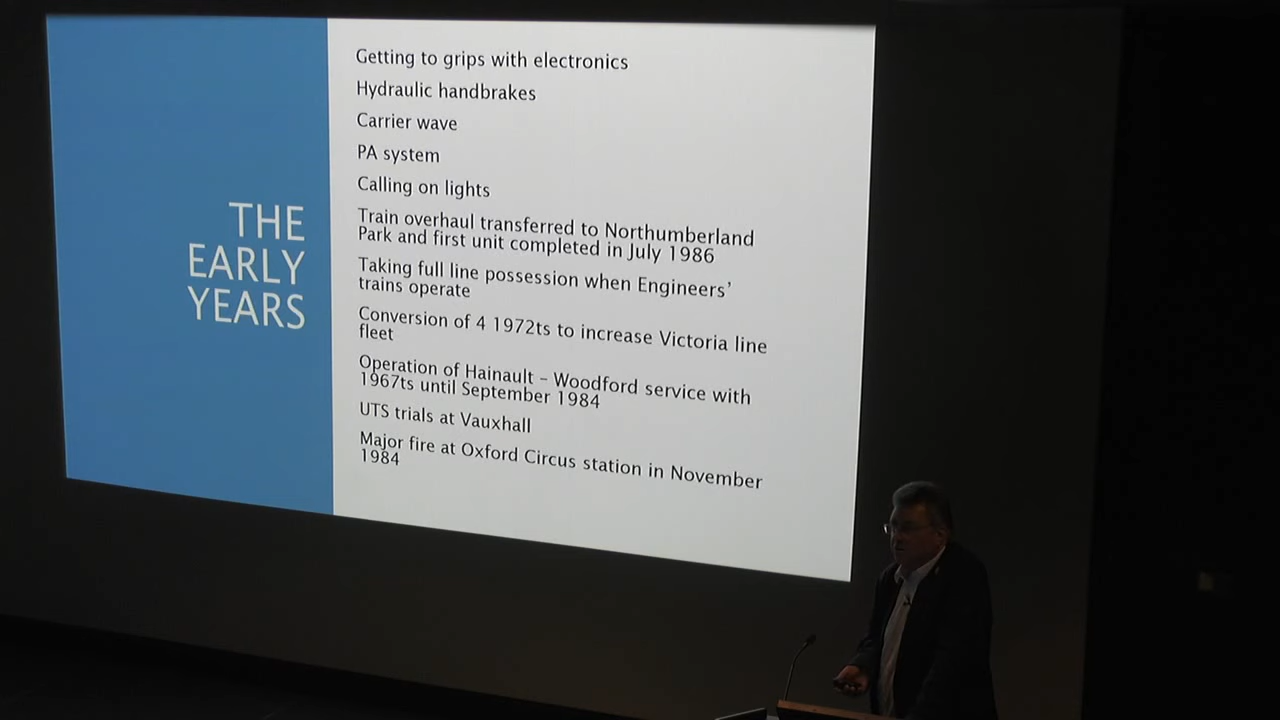 THE
EARLY
YEARS
Getting to grips with electronics
Hydraulic handbrakes
Carrier wave
PA system
Calling on lights
Train overhaul transferred to Northumberland
Park and first unit completed in July 1986
Taking full line possession when Engineers’
trains operate
Conversion of 4 1972ts to increase Victoria line
fleet
Operation of Hainault – Woodford service with
1967ts until September 1984
UTS trials at Vauxhall
Major fire at Oxford Circus station in November
1984